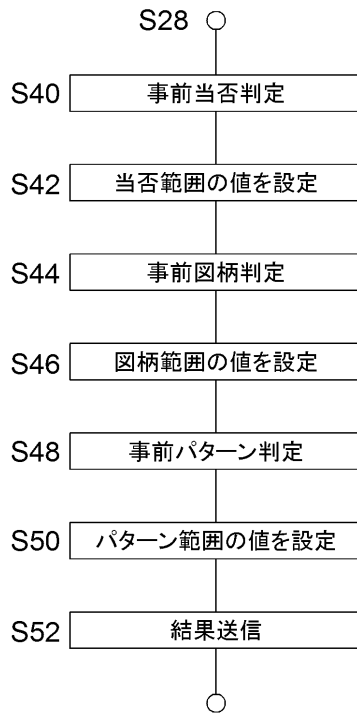 S28
S40 事前当否判定
S42 当否範囲の値を設定
S44 事前図柄判定
S46 図柄範囲の値を設定
S48 事前パターン判定
S50 パターン範囲の値を設定
S52 結果送信